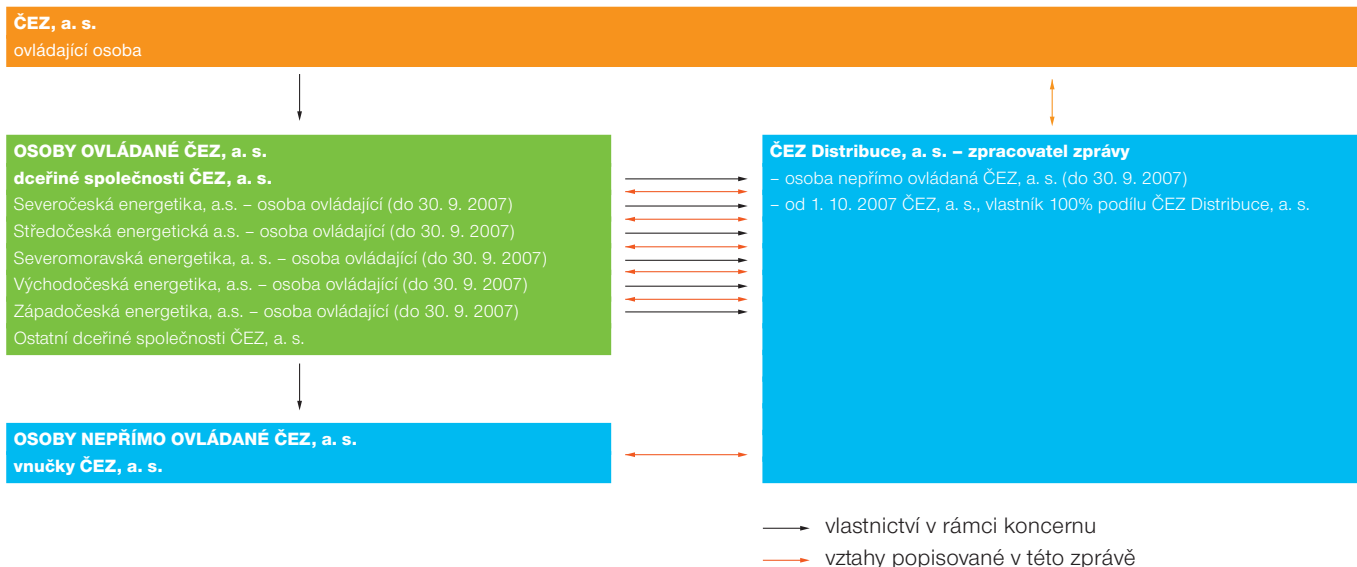 ČEZ, a. s.
ovládající osoba
OSOBY OVLÁDANÉ ČEZ, a. s.
dceřiné společnosti ČEZ, a. s.
Severočeská energetika, a.s. – osoba ovládající (do 30. 9. 2007)
Středočeská energetická a.s. – osoba ovládající (do 30. 9. 2007)
Severomoravská energetika, a. s. – osoba ovládající (do 30. 9. 2007)
Východočeská energetika, a.s. – osoba ovládající (do 30. 9. 2007)
Západočeská energetika, a.s. – osoba ovládající (do 30. 9. 2007)
Ostatní dceřiné společnosti ČEZ, a. s.
ČEZ Distribuce, a. s. – zpracovatel zprávy
– osoba nepřímo ovládaná ČEZ, a. s. (do 30. 9. 2007)
– od 1. 10. 2007 ČEZ, a. s., vlastník 100% podílu ČEZ Distribuce, a. s.
OSOBY NEPŘÍMO OVLÁDANÉ ČEZ, a. s.
vnučky ČEZ, a. s.
vlastnictví v rámci koncernu
vztahy popisované v této zprávě